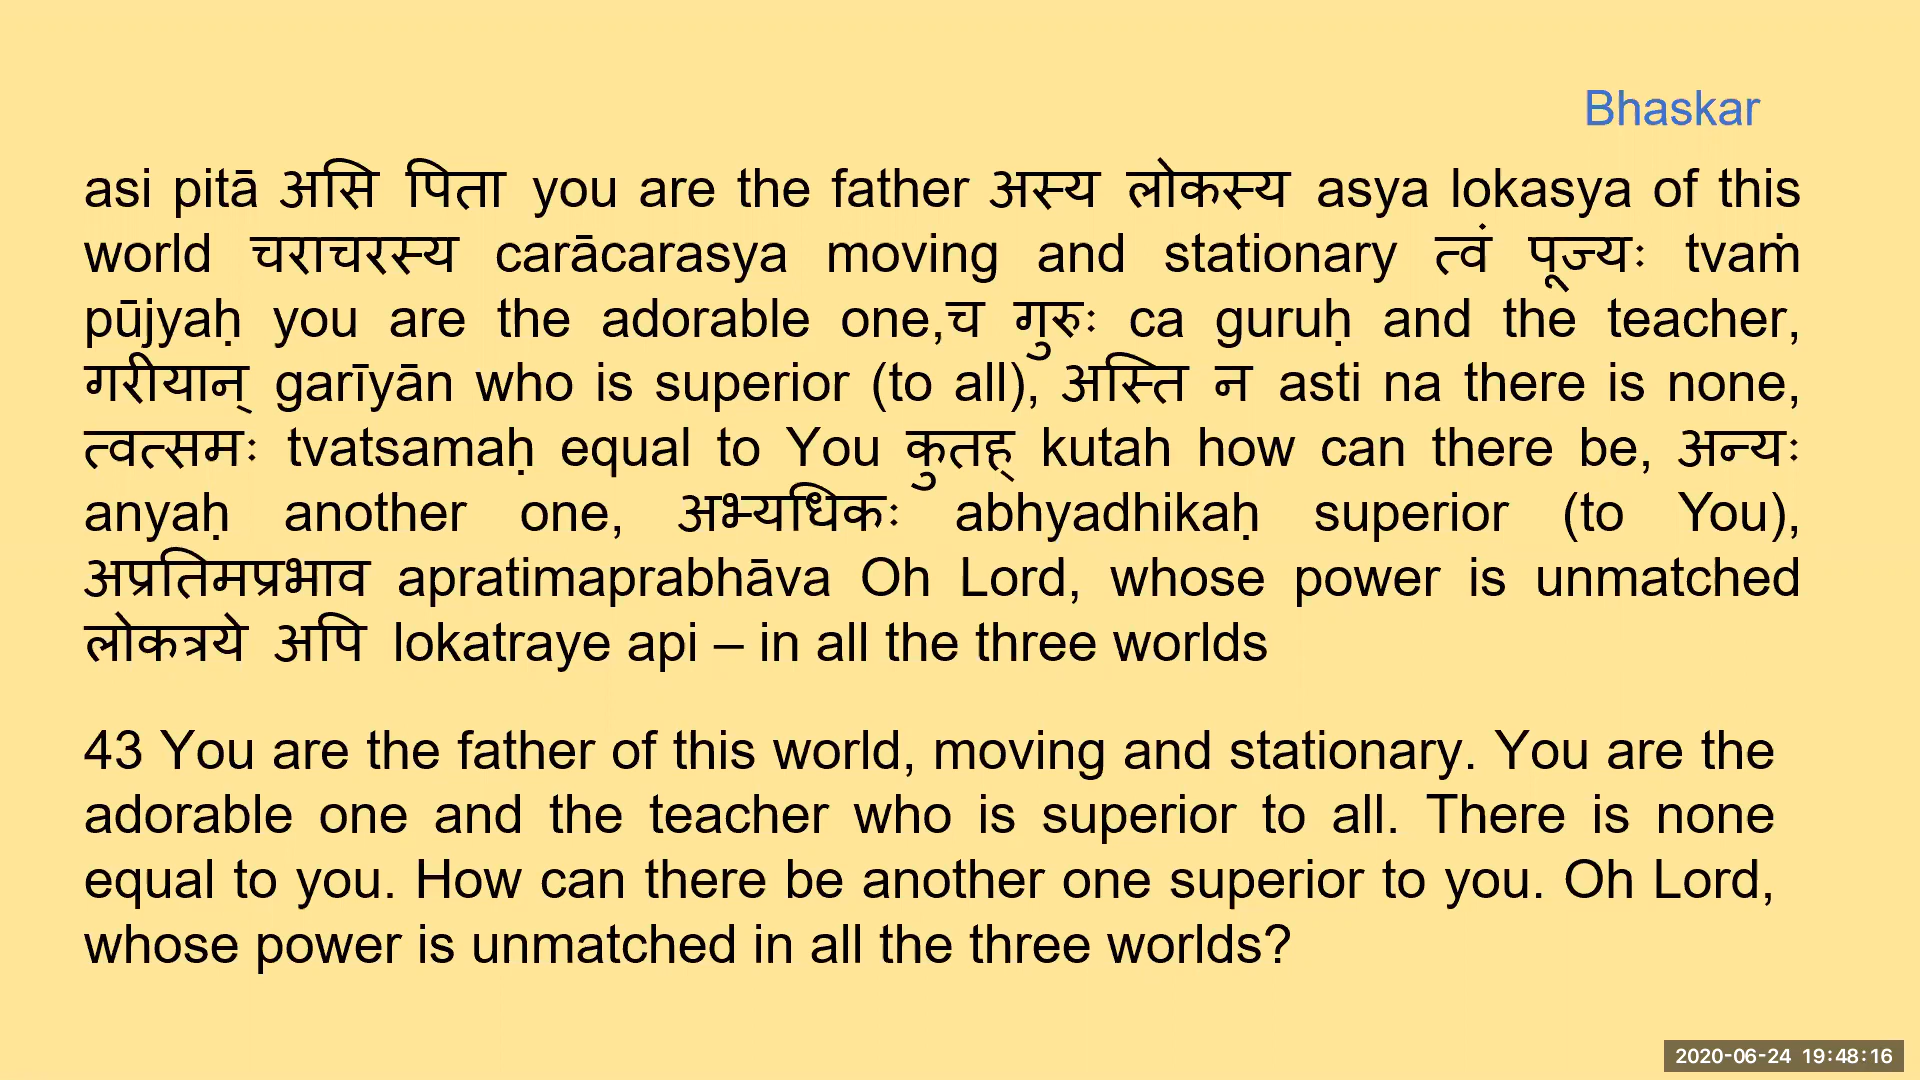 Bhaskar
asi pitā असि पिता you are the father अस्य लोकस्य asya lokasya of this
world चराचरस्य carācarasya moving and stationary त्वं पूज्यः tvaṁ
pūjyaḥ you are the adorable one,च गुरुः ca guruḥ and the teacher,
गरीयान् garīyān who is superior (to all), अस्ति न asti na there is none,
त्वत्समः tvatsamaḥ equal to You कुतह् kutah how can there be, अन्यः
anyaḥ another one, अभ्यधिकः abhyadhikaḥ superior (to You),
अप्रतिमप्रभाव apratimaprabhāva Oh Lord, whose power is unmatched
लोकत्रये अपि lokatraye api – in all the three worlds
43 You are the father of this world, moving and stationary. You are the
adorable one and the teacher who is superior to all. There is none
equal to you. How can there be another one superior to you. Oh Lord,
whose power is unmatched in all the three worlds?
2020-06-24 19:48:16